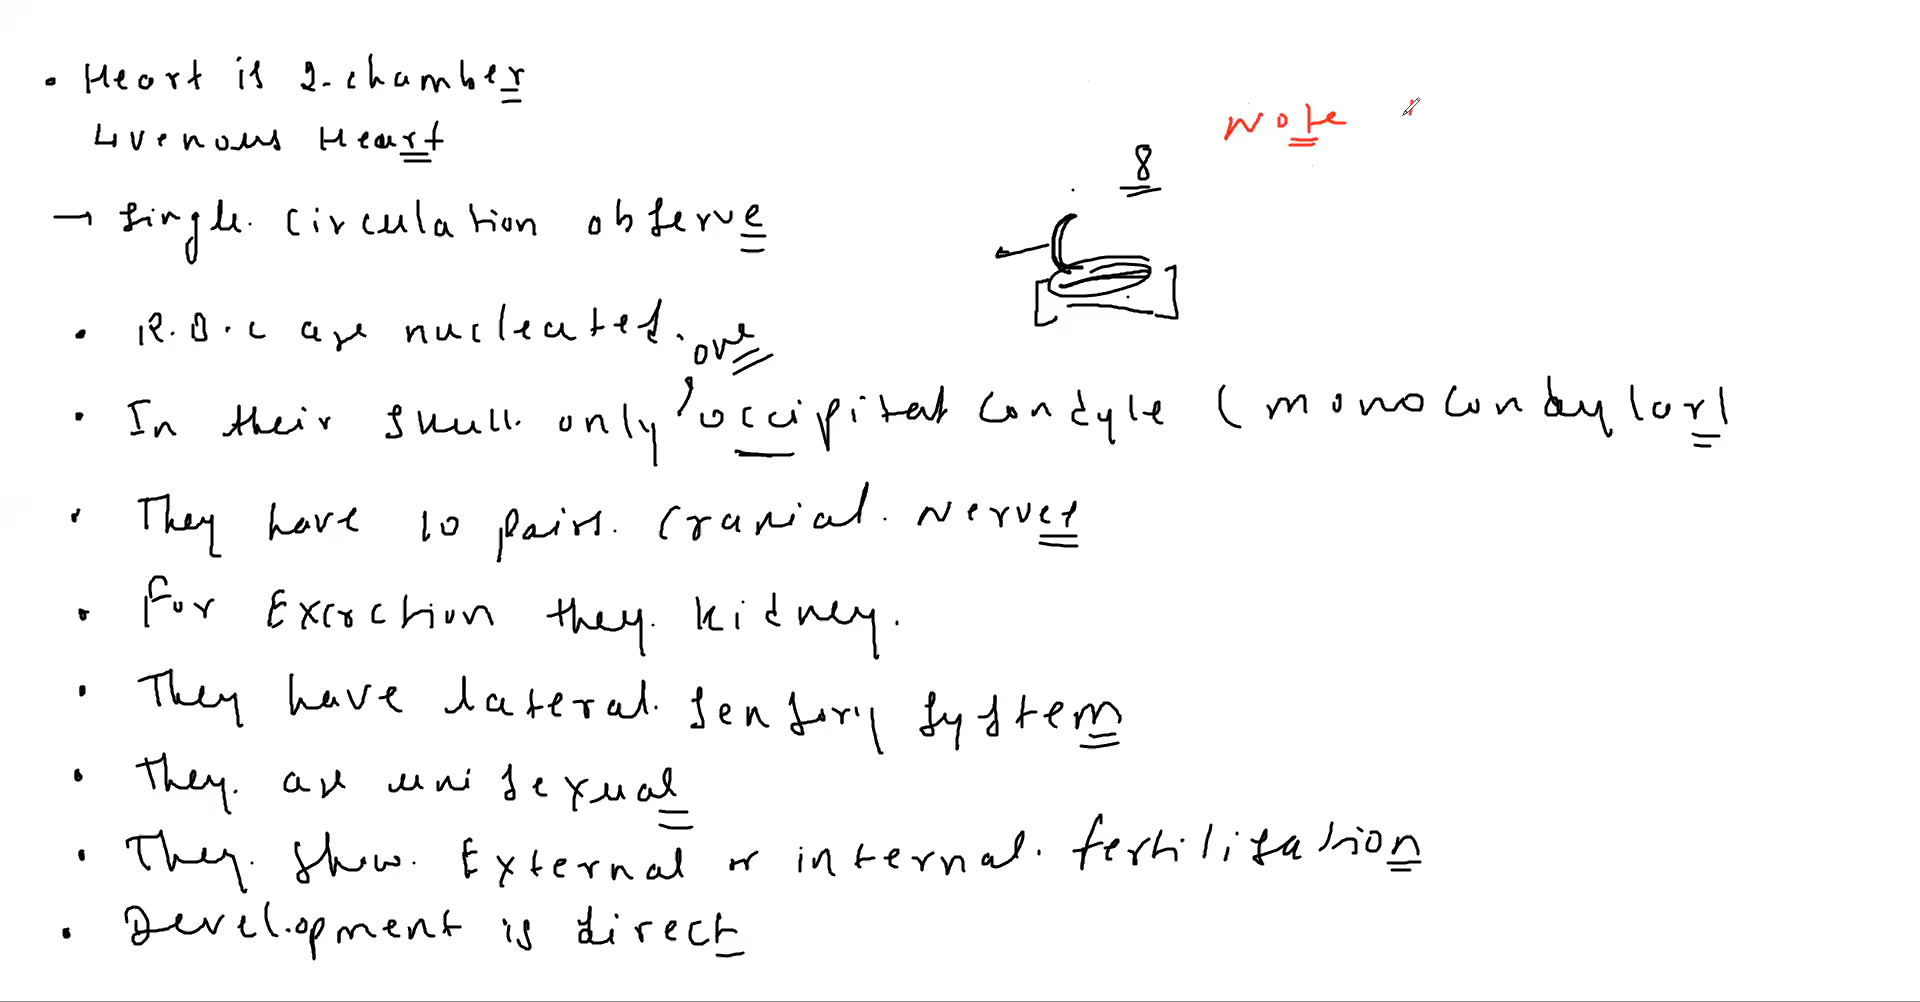 • Heart is 2-chamber
↳ venous Heart
Note
8
→ Single circulation observe
• R.B.C are nucleated.
one
• In their skull only 1 occipital condyle (monocondylar)
• They have 10 pairs cranial nerves
• For Excretion they kidney.
• They have lateral sensory system
• They are unisexual
• They show External or internal fertilisation
• Development is direct